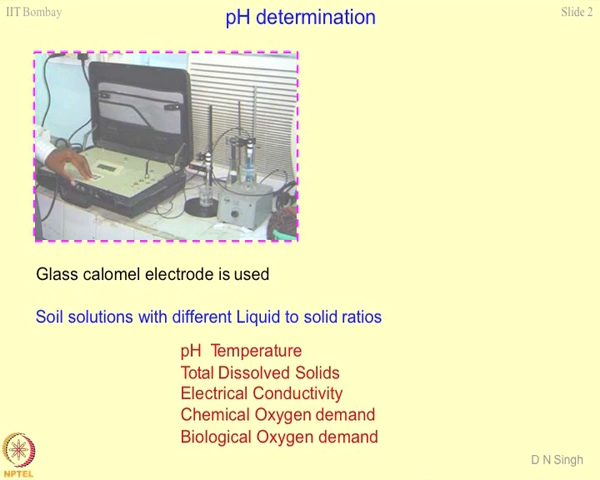 IIT Bombay
pH determination
Slide 2
Glass calomel electrode is used
Soil solutions with different Liquid to solid ratios
pH Temperature
Total Dissolved Solids
Electrical Conductivity
Chemical Oxygen demand
Biological Oxygen demand
NPTEL
D N Singh